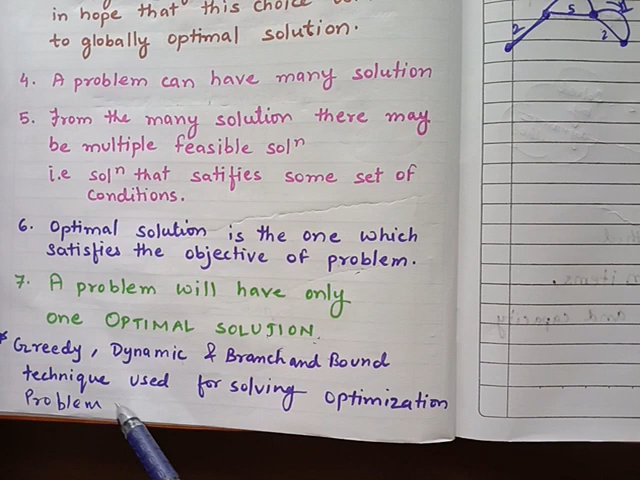 in hope that this choice
to globally optimal solution.
4. A problem can have many solution
5. From the many solution there may
be multiple feasible solⁿ
i.e solⁿ that satisfies some set of
conditions.
6. Optimal solution is the one which
satisfies the objective of problem.
7. A problem will have only
one OPTIMAL SOLUTION.
* Greedy, Dynamic & Branch and Bound
technique used for solving optimization
Problem
2
5
2